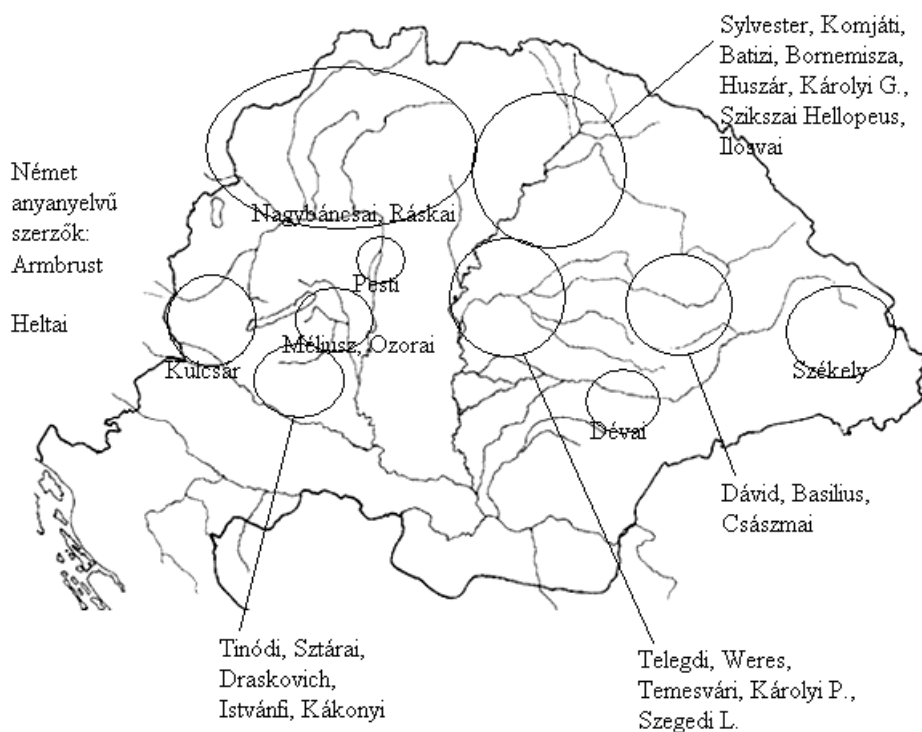 Sylvester, Komjáti,
Batizi, Bornemisza,
Huszár, Károlyi G.,
Szikszai Hellopeus,
Ilosvai
Német
anyanyelvű
szerzők:
Armbrust
Heltai
Nagybáncsai, Ráskai
Pesti
Méliusz, Ozorai
Kulcsár
Székely
Dévai
Dávid, Basilius,
Császmai
Tinódi, Sztárai,
Draskovich,
Istvánfi, Kákonyi
Telegdi, Weres,
Temesvári, Károlyi P.,
Szegedi L.